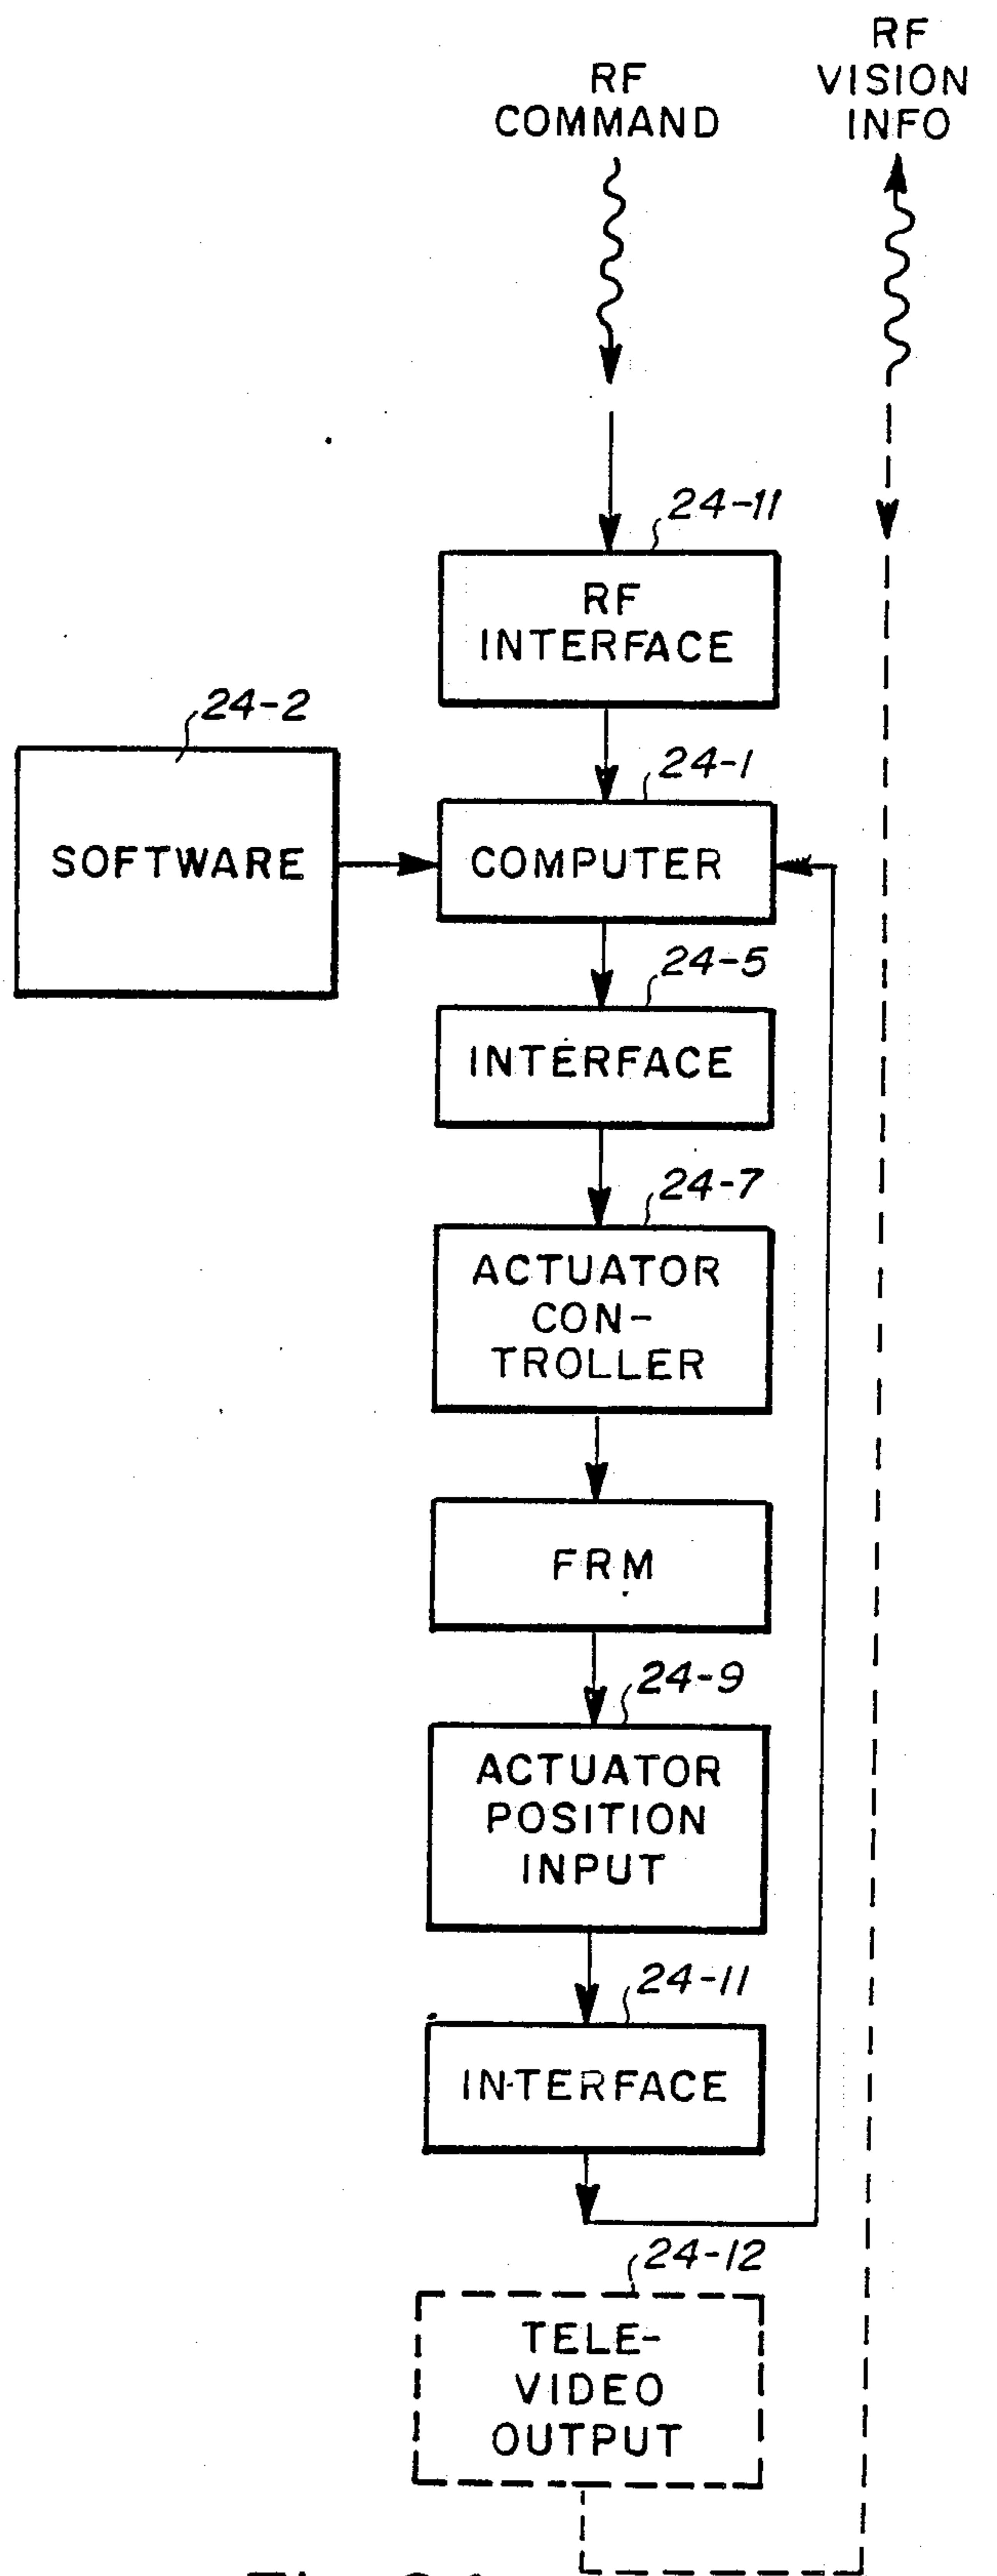 RF
COMMAND
RF
VISION
INFO
24-11
RF
INTERFACE
24-2
SOFTWARE
24-1
COMPUTER
24-5
INTERFACE
24-7
ACTUATOR
CON-
TROLLER
FRM
24-9
ACTUATOR
POSITION
INPUT
24-11
INTERFACE
24-12
TELE-
VIDEO
OUTPUT